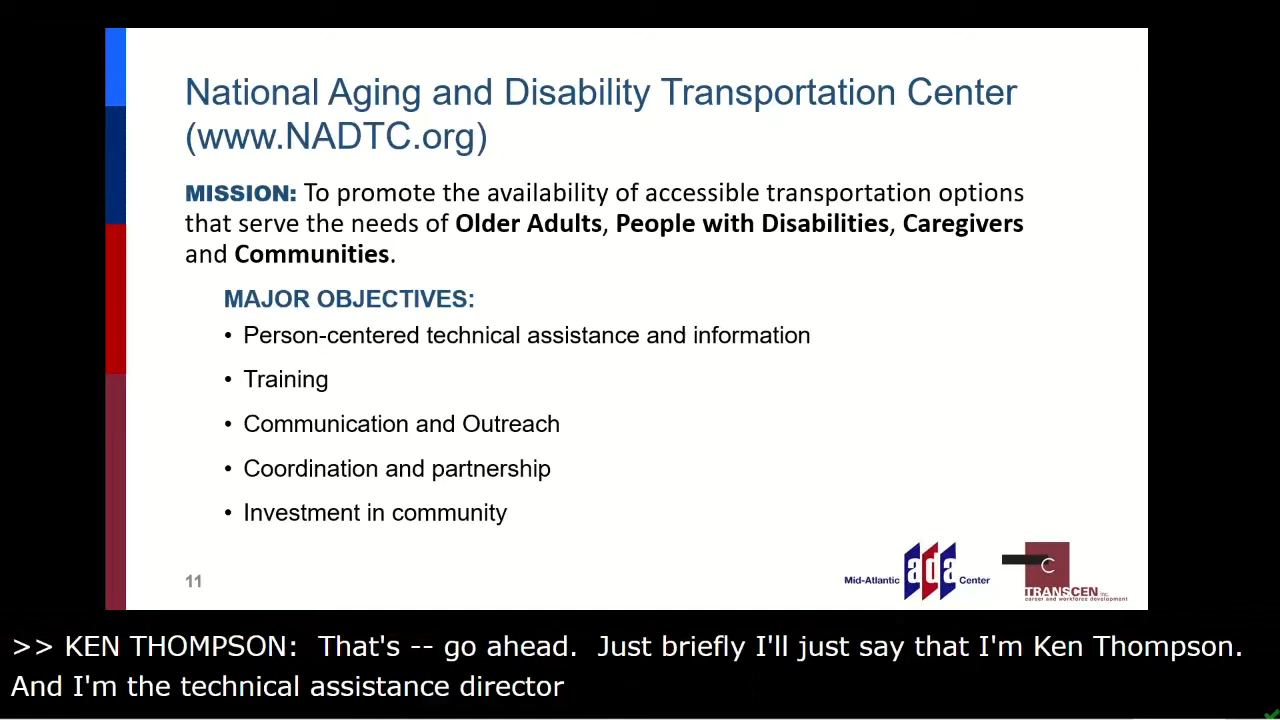 National Aging and Disability Transportation Center
(www.NADTC.org)
MISSION: To promote the availability of accessible transportation options
that serve the needs of Older Adults, People with Disabilities, Caregivers
and Communities.
MAJOR OBJECTIVES:
• Person-centered technical assistance and information
• Training
• Communication and Outreach
• Coordination and partnership
• Investment in community
11
Mid-Atlantic ada Center
C
TRANSCEN inc.
career and workforce development
>> KEN THOMPSON:  That's -- go ahead.  Just briefly I'll just say that I'm Ken Thompson.
And I'm the technical assistance director